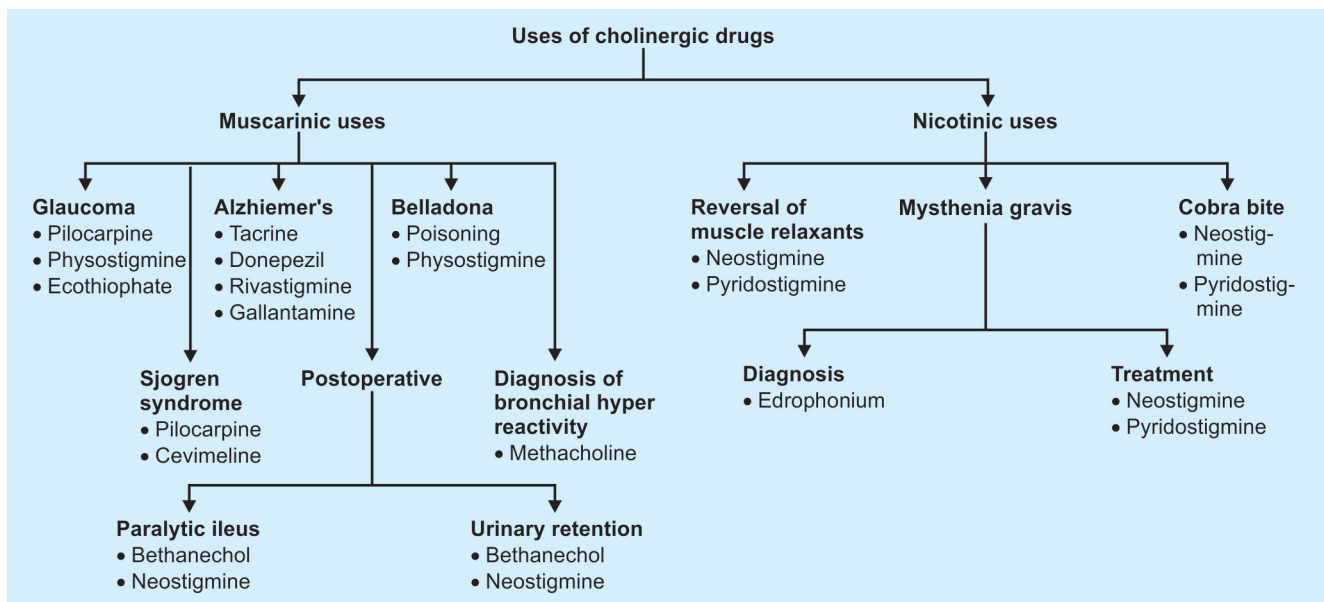 Uses of cholinergic drugs
Muscarinic uses
Nicotinic uses
Glaucoma
• Pilocarpine
• Physostigmine
• Ecothiophate
Alzhiemer's
• Tacrine
• Donepezil
• Rivastigmine
• Gallantamine
Belladona
• Poisoning
• Physostigmine
Reversal of
muscle relaxants
• Neostigmine
• Pyridostigmine
Mysthenia gravis
Cobra bite
• Neostig-
mine
• Pyridostig-
mine
Sjogren
syndrome
• Pilocarpine
• Cevimeline
Postoperative
Diagnosis of
bronchial hyper
reactivity
• Methacholine
Diagnosis
• Edrophonium
Treatment
• Neostigmine
• Pyridostigmine
Paralytic ileus
• Bethanechol
• Neostigmine
Urinary retention
• Bethanechol
• Neostigmine